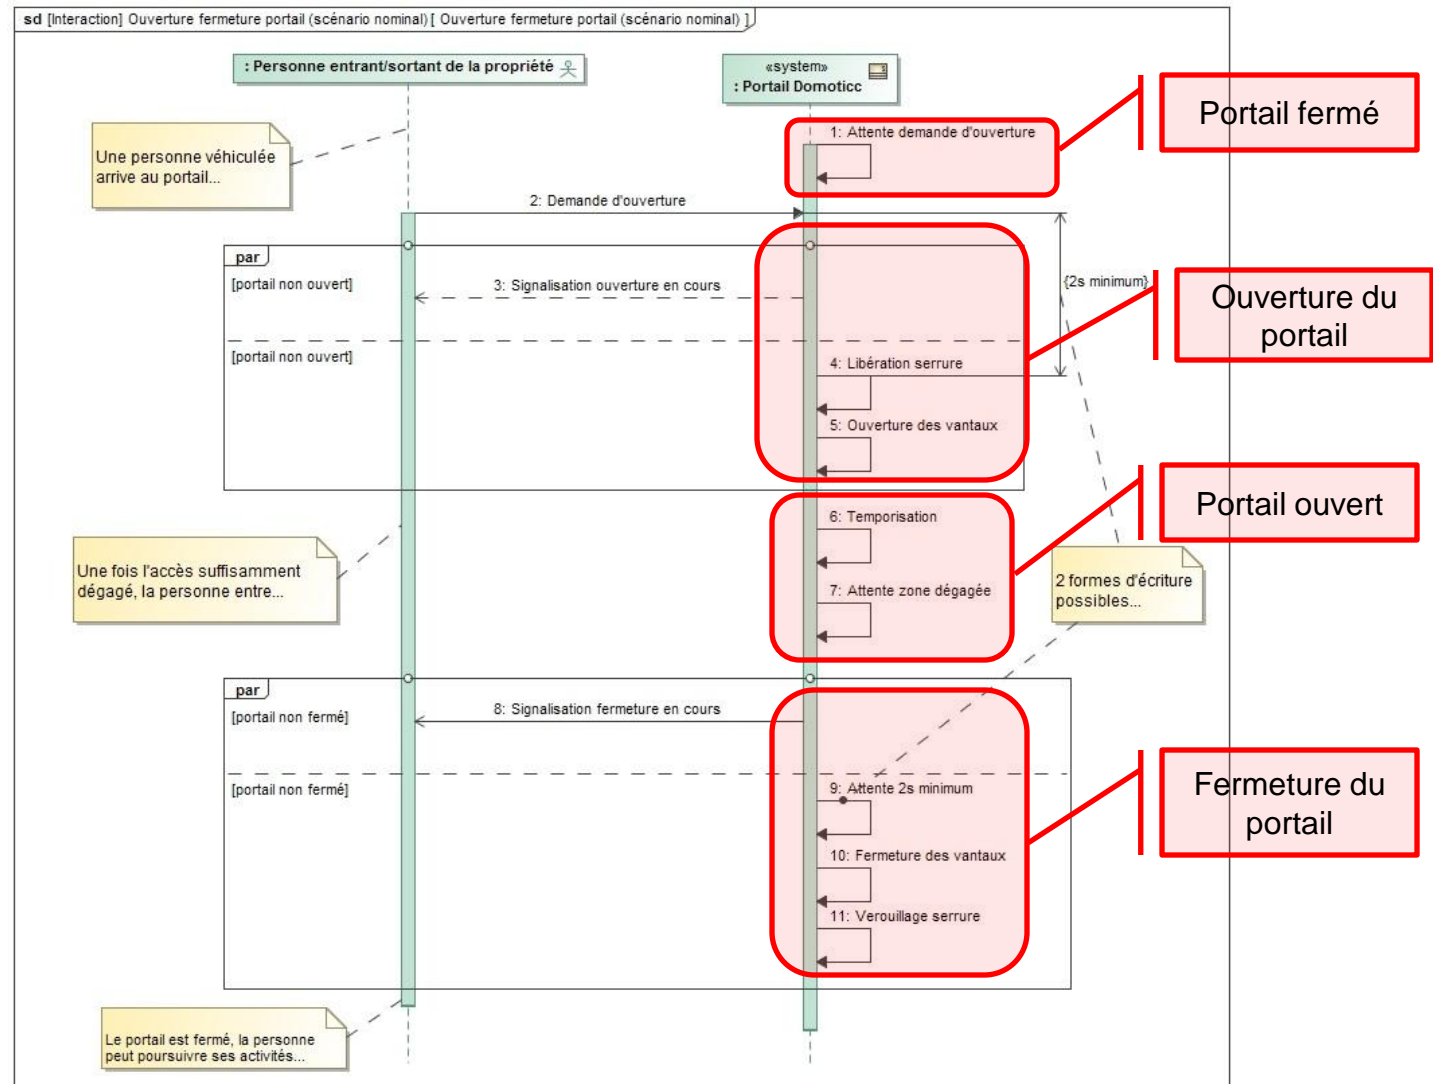 sd [Interaction] Ouverture fermeture portail (scénario nominal) [ Ouverture fermeture portail (scénario nominal) ]
: Personne entrant/sortant de la propriété
«system»
: Portail Domoticc
Portail fermé
1: Attente demande d'ouverture
Une personne véhiculée
arrive au portail...
2: Demande d'ouverture
par
[portail non ouvert]
3: Signalisation ouverture en cours
{2s minimum}
Ouverture du
portail
[portail non ouvert]
4: Libération serrure
5: Ouverture des vantaux
Portail ouvert
6: Temporisation
Une fois l'accès suffisamment
dégagé, la personne entre...
7: Attente zone dégagée
2 formes d'écriture
possibles...
par
[portail non fermé]
8: Signalisation fermeture en cours
[portail non fermé]
9: Attente 2s minimum
Fermeture du
portail
10: Fermeture des vantaux
11: Verouillage serrure
Le portail est fermé, la personne
peut poursuivre ses activités...